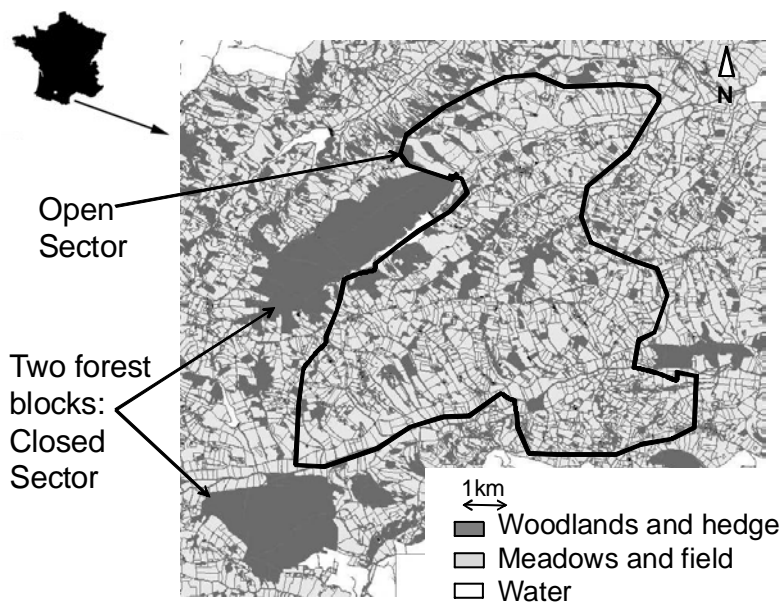 N
Open
Sector
Two forest
blocks:
Closed
Sector
1km
Woodlands and hedge
Meadows and field
Water